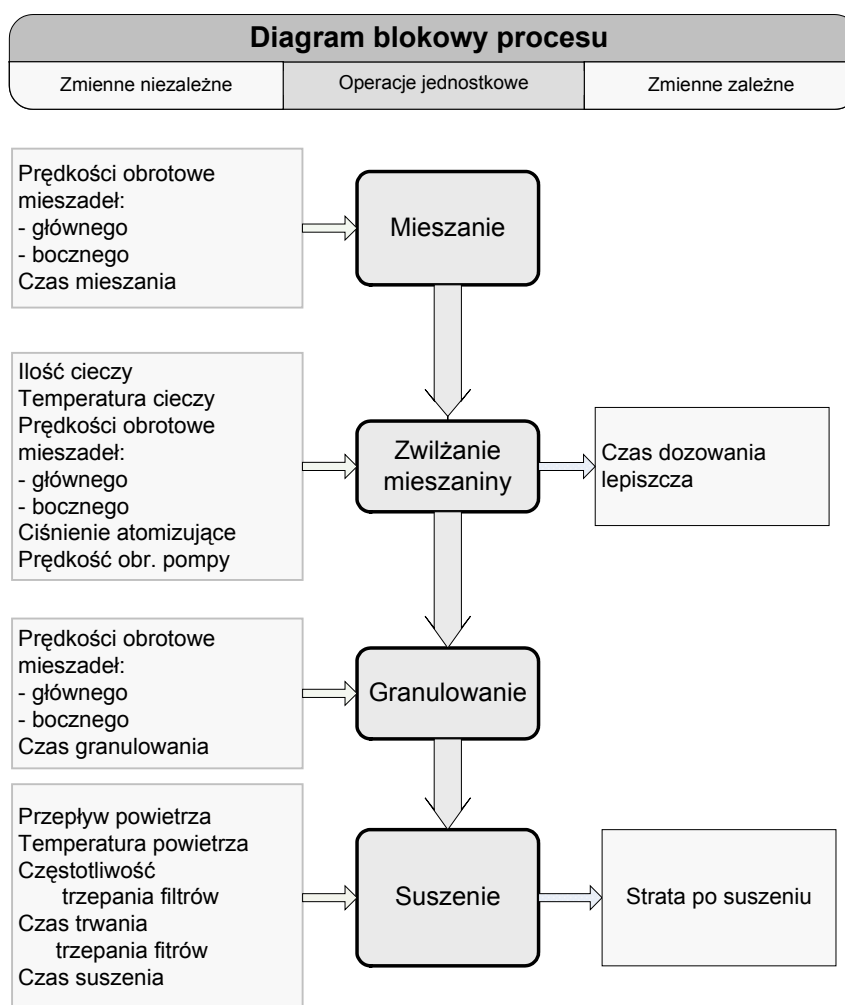 Diagram blokowy procesu
Zmienne niezależne
Operacje jednostkowe
Zmienne zależne
Prędkości obrotowe
mieszadeł:
- głównego
- bocznego
Czas mieszania
Mieszanie
Ilość cieczy
Temperatura cieczy
Prędkości obrotowe
mieszadeł:
- głównego
- bocznego
Ciśnienie atomizujące
Prędkość obr. pompy
Zwilżanie
mieszaniny
Czas dozowania
lepiszcza
Prędkości obrotowe
mieszadeł:
- głównego
- bocznego
Czas granulowania
Granulowanie
Przepływ powietrza
Temperatura powietrza
Częstotliwość
trzepania filtrów
Czas trwania
trzepania fitrów
Czas suszenia
Suszenie
Strata po suszeniu